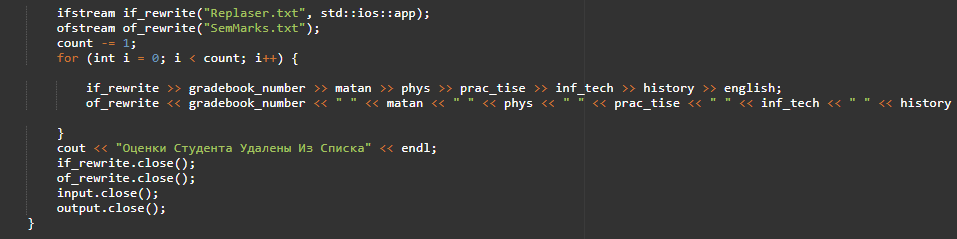 ifstream if_rewrite("Replaser.txt", std::ios::app);
ofstream of_rewrite("SemMarks.txt");
count -= 1;
for (int i = 0; i < count; i++) {
if_rewrite >> gradebook_number >> matan >> phys >> prac_tise >> inf_tech >> history >> english;
of_rewrite << gradebook_number << " " << matan << " " << phys << " " << prac_tise << " " << inf_tech << " " << history
}
cout << "Оценки Студента Удалены Из Списка" << endl;
if_rewrite.close();
of_rewrite.close();
input.close();
output.close();
}